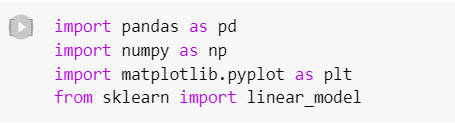 import pandas as pd
import numpy as np
import matplotlib.pyplot as plt
from sklearn import linear_model